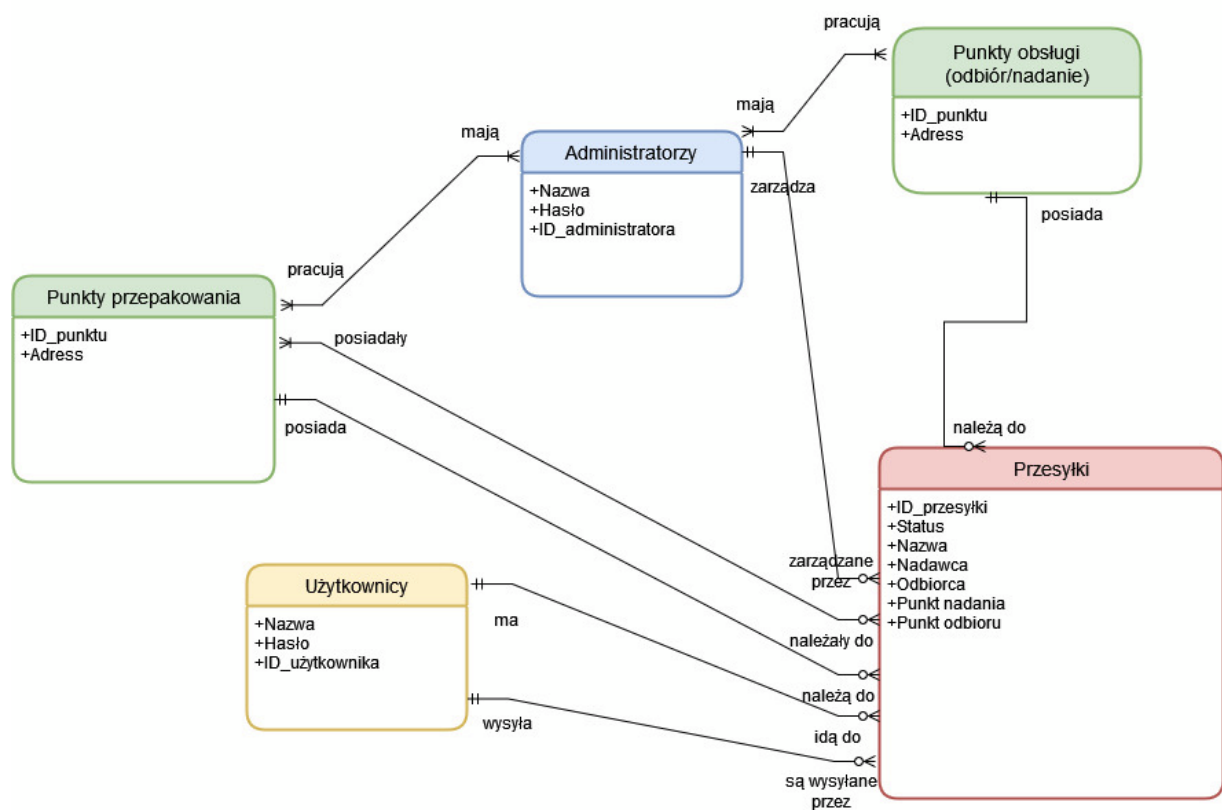 pracują
Punkty obsługi
(odbiór/nadanie)
+ID_punktu
+Adress
mają
mają
Administratorzy
+Nazwa
+Hasło
+ID_administratora
zarządza
posiada
pracują
Punkty przepakowania
+ID_punktu
+Adress
posiadały
posiada
należą do
Przesyłki
+ID_przesyłki
+Status
+Nazwa
+Nadawca
+Odbiorca
+Punkt nadania
+Punkt odbioru
zarządzane
przez
Użytkownicy
+Nazwa
+Hasło
+ID_użytkownika
ma
należały do
należą do
wysyła
idą do
są wysyłane
przez